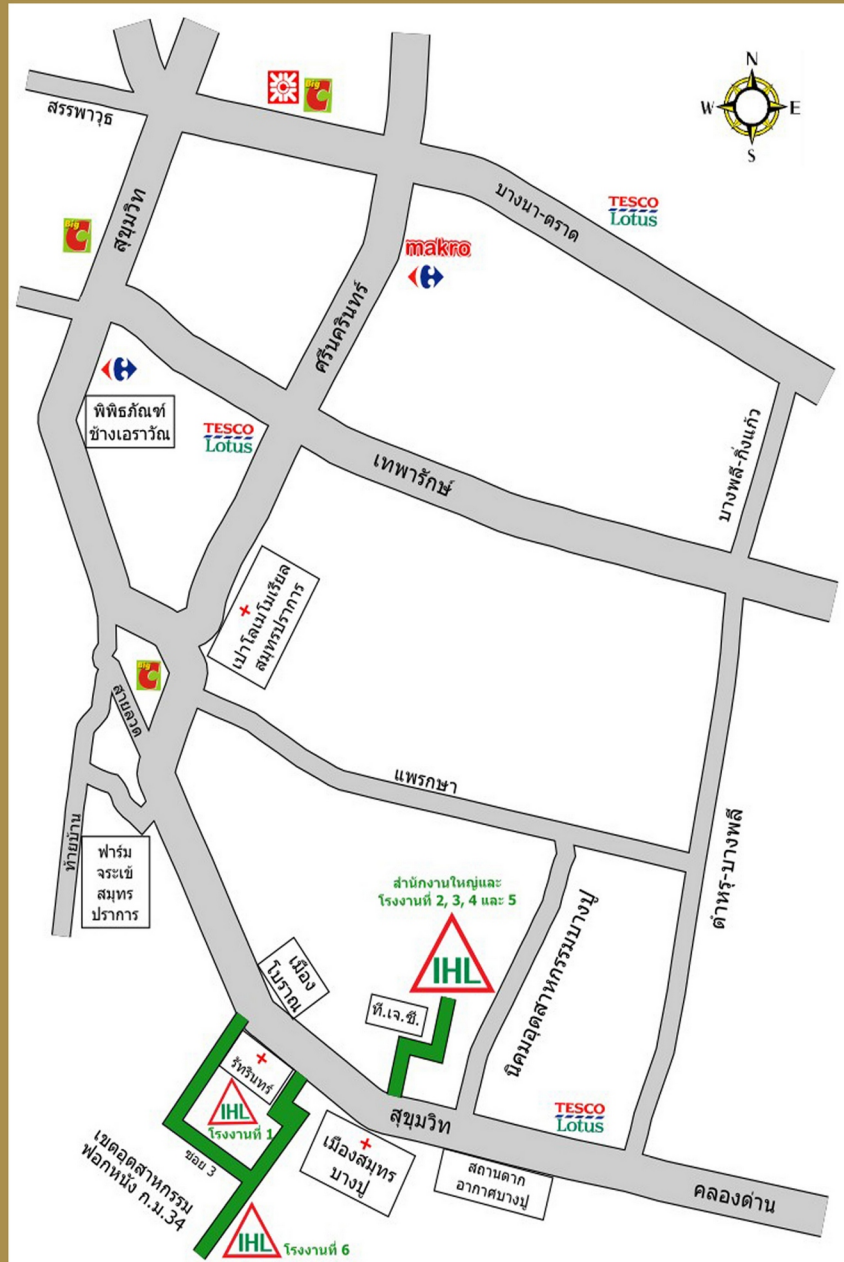 N
W E
S
Big C
สรรพาวุธ
บางนา-ตราด
TESCO
Lotus
Big C
สุขุมวิท
makro
ศรีนครินทร์
พิพิธภัณฑ์
ช้างเอราวัณ
TESCO
Lotus
เทพารักษ์
บางพลี-กิ่งแก้ว
เปาโลเมโมเรียล
สมุทรปราการ
Big C
สายลวด
แพรกษา
ท้ายบ้าน
ฟาร์ม
จระเข้
สมุทร
ปราการ
ตำหรุ-บางพลี
สำนักงานใหญ่และ
โรงงานที่ 2, 3, 4 และ 5
IHL
นิคมอุตสาหกรรมบางปู
เมือง
โบราณ
ที.เจ.ซี.
รัทรินทร์
IHL
โรงงานที่ 1
สุขุมวิท
TESCO
Lotus
เมืองสมุทร
บางปู
สถานตาก
อากาศบางปู
คลองด่าน
ซอย 3
เขตอุตสาหกรรม
ฟอกหนัง ก.ม.34
IHL
โรงงานที่ 6